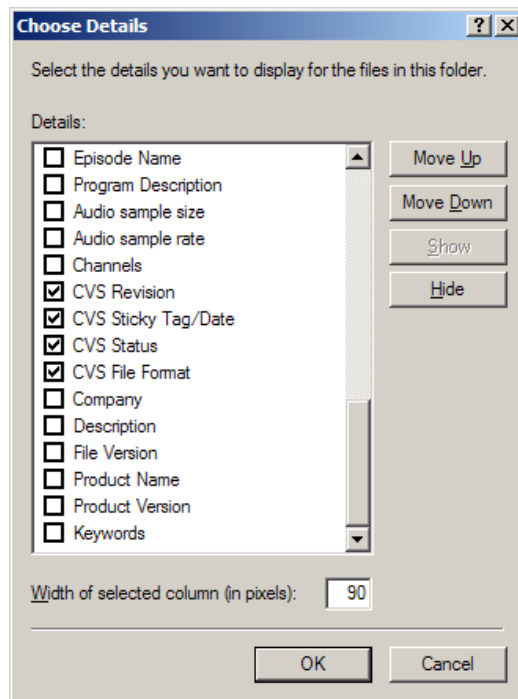 Choose Details
Select the details you want to display for the files in this folder.
Details:
Episode Name
Program Description
Audio sample size
Audio sample rate
Channels
CVS Revision
CVS Sticky Tag/Date
CVS Status
CVS File Format
Company
Description
File Version
Product Name
Product Version
Keywords
Move Up
Move Down
Show
Hide
Width of selected column (in pixels): 90
OK Cancel